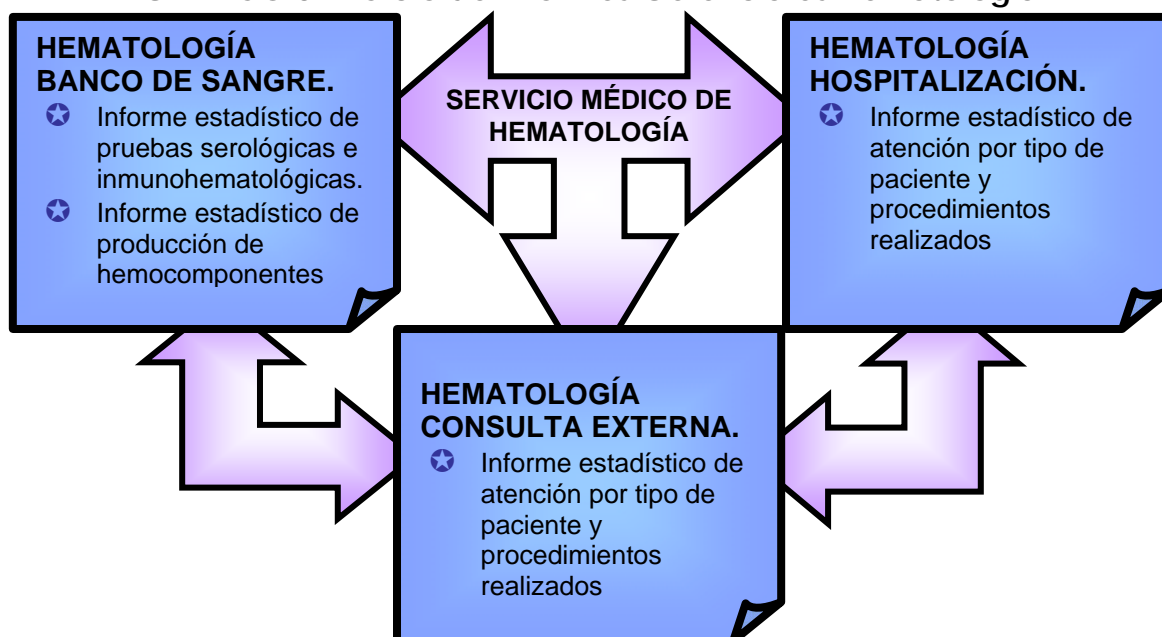 HEMATOLOGÍA
BANCO DE SANGRE.
Informe estadístico de
pruebas serológicas e
inmunohematológicas.
Informe estadístico de
producción de
hemocomponentes
SERVICIO MÉDICO DE
HEMATOLOGÍA
HEMATOLOGÍA
HOSPITALIZACIÓN.
Informe estadístico de
atención por tipo de
paciente y
procedimientos
realizados
HEMATOLOGÍA
CONSULTA EXTERNA.
Informe estadístico de
atención por tipo de
paciente y
procedimientos
realizados